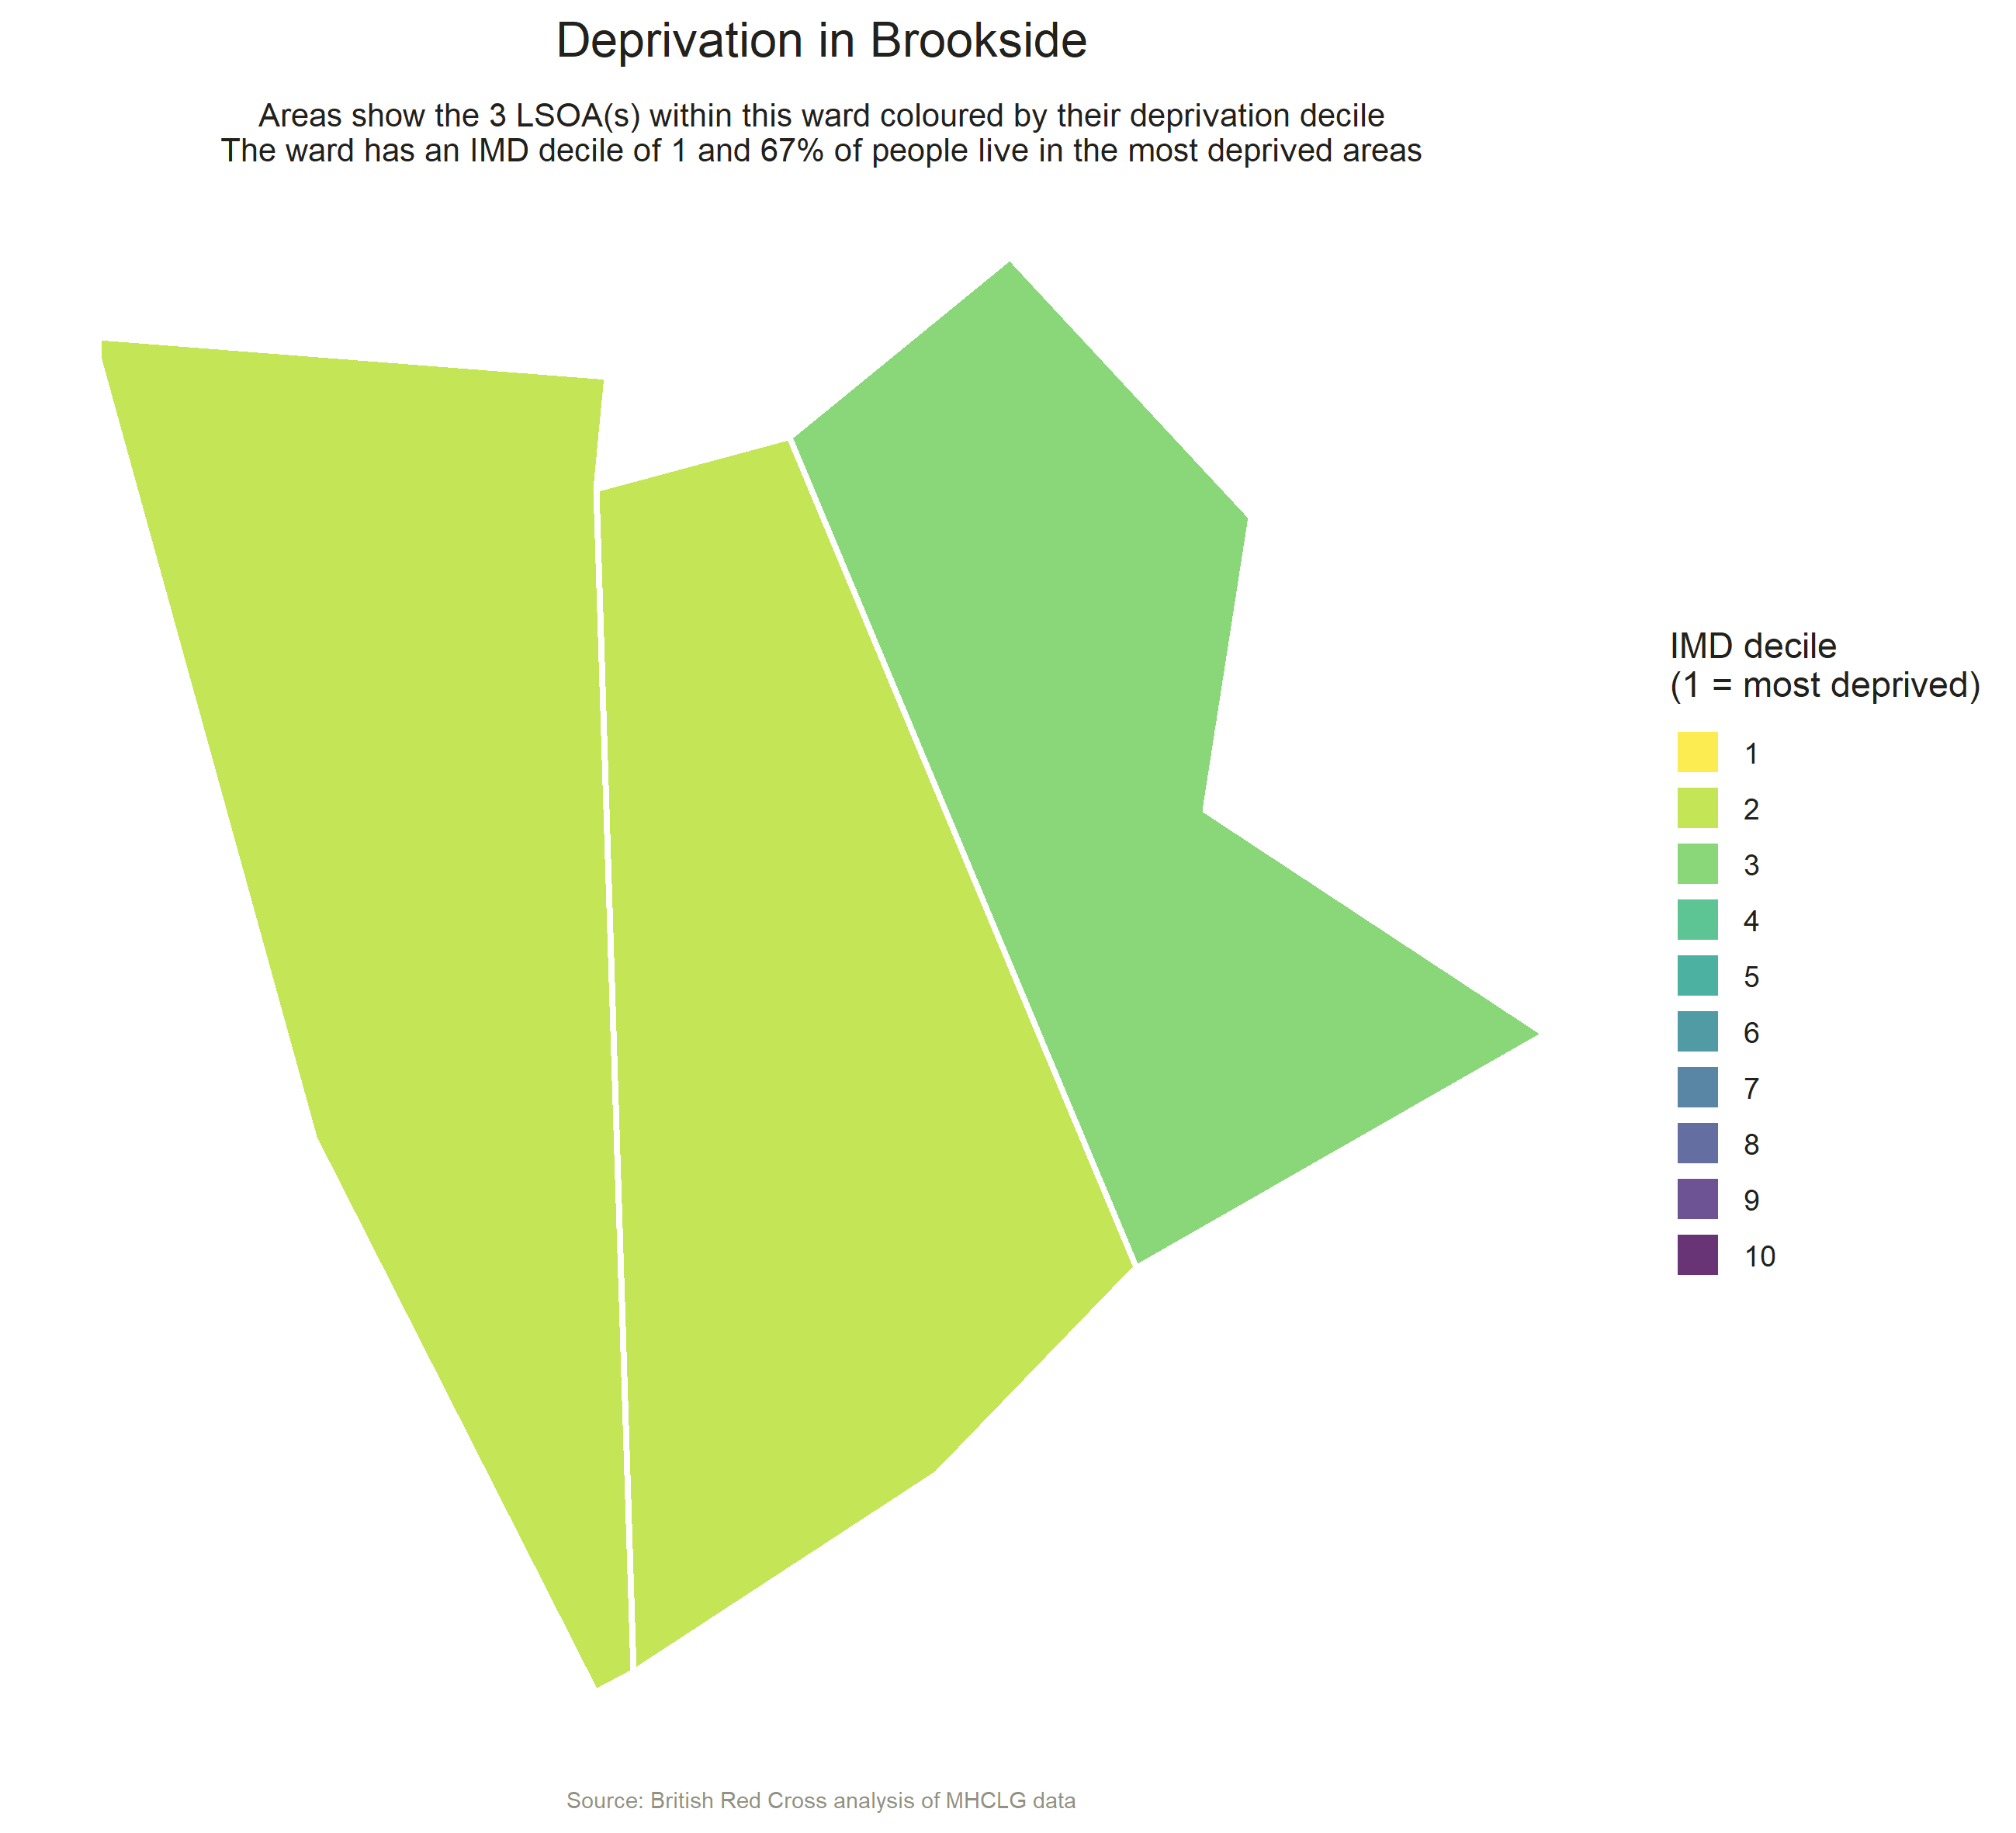 Deprivation in Brookside
Areas show the 3 LSOA(s) within this ward coloured by their deprivation decile
The ward has an IMD decile of 1 and 67% of people live in the most deprived areas
IMD decile
(1 = most deprived)
1
2
3
4
5
6
7
8
9
10
Source: British Red Cross analysis of MHCLG data